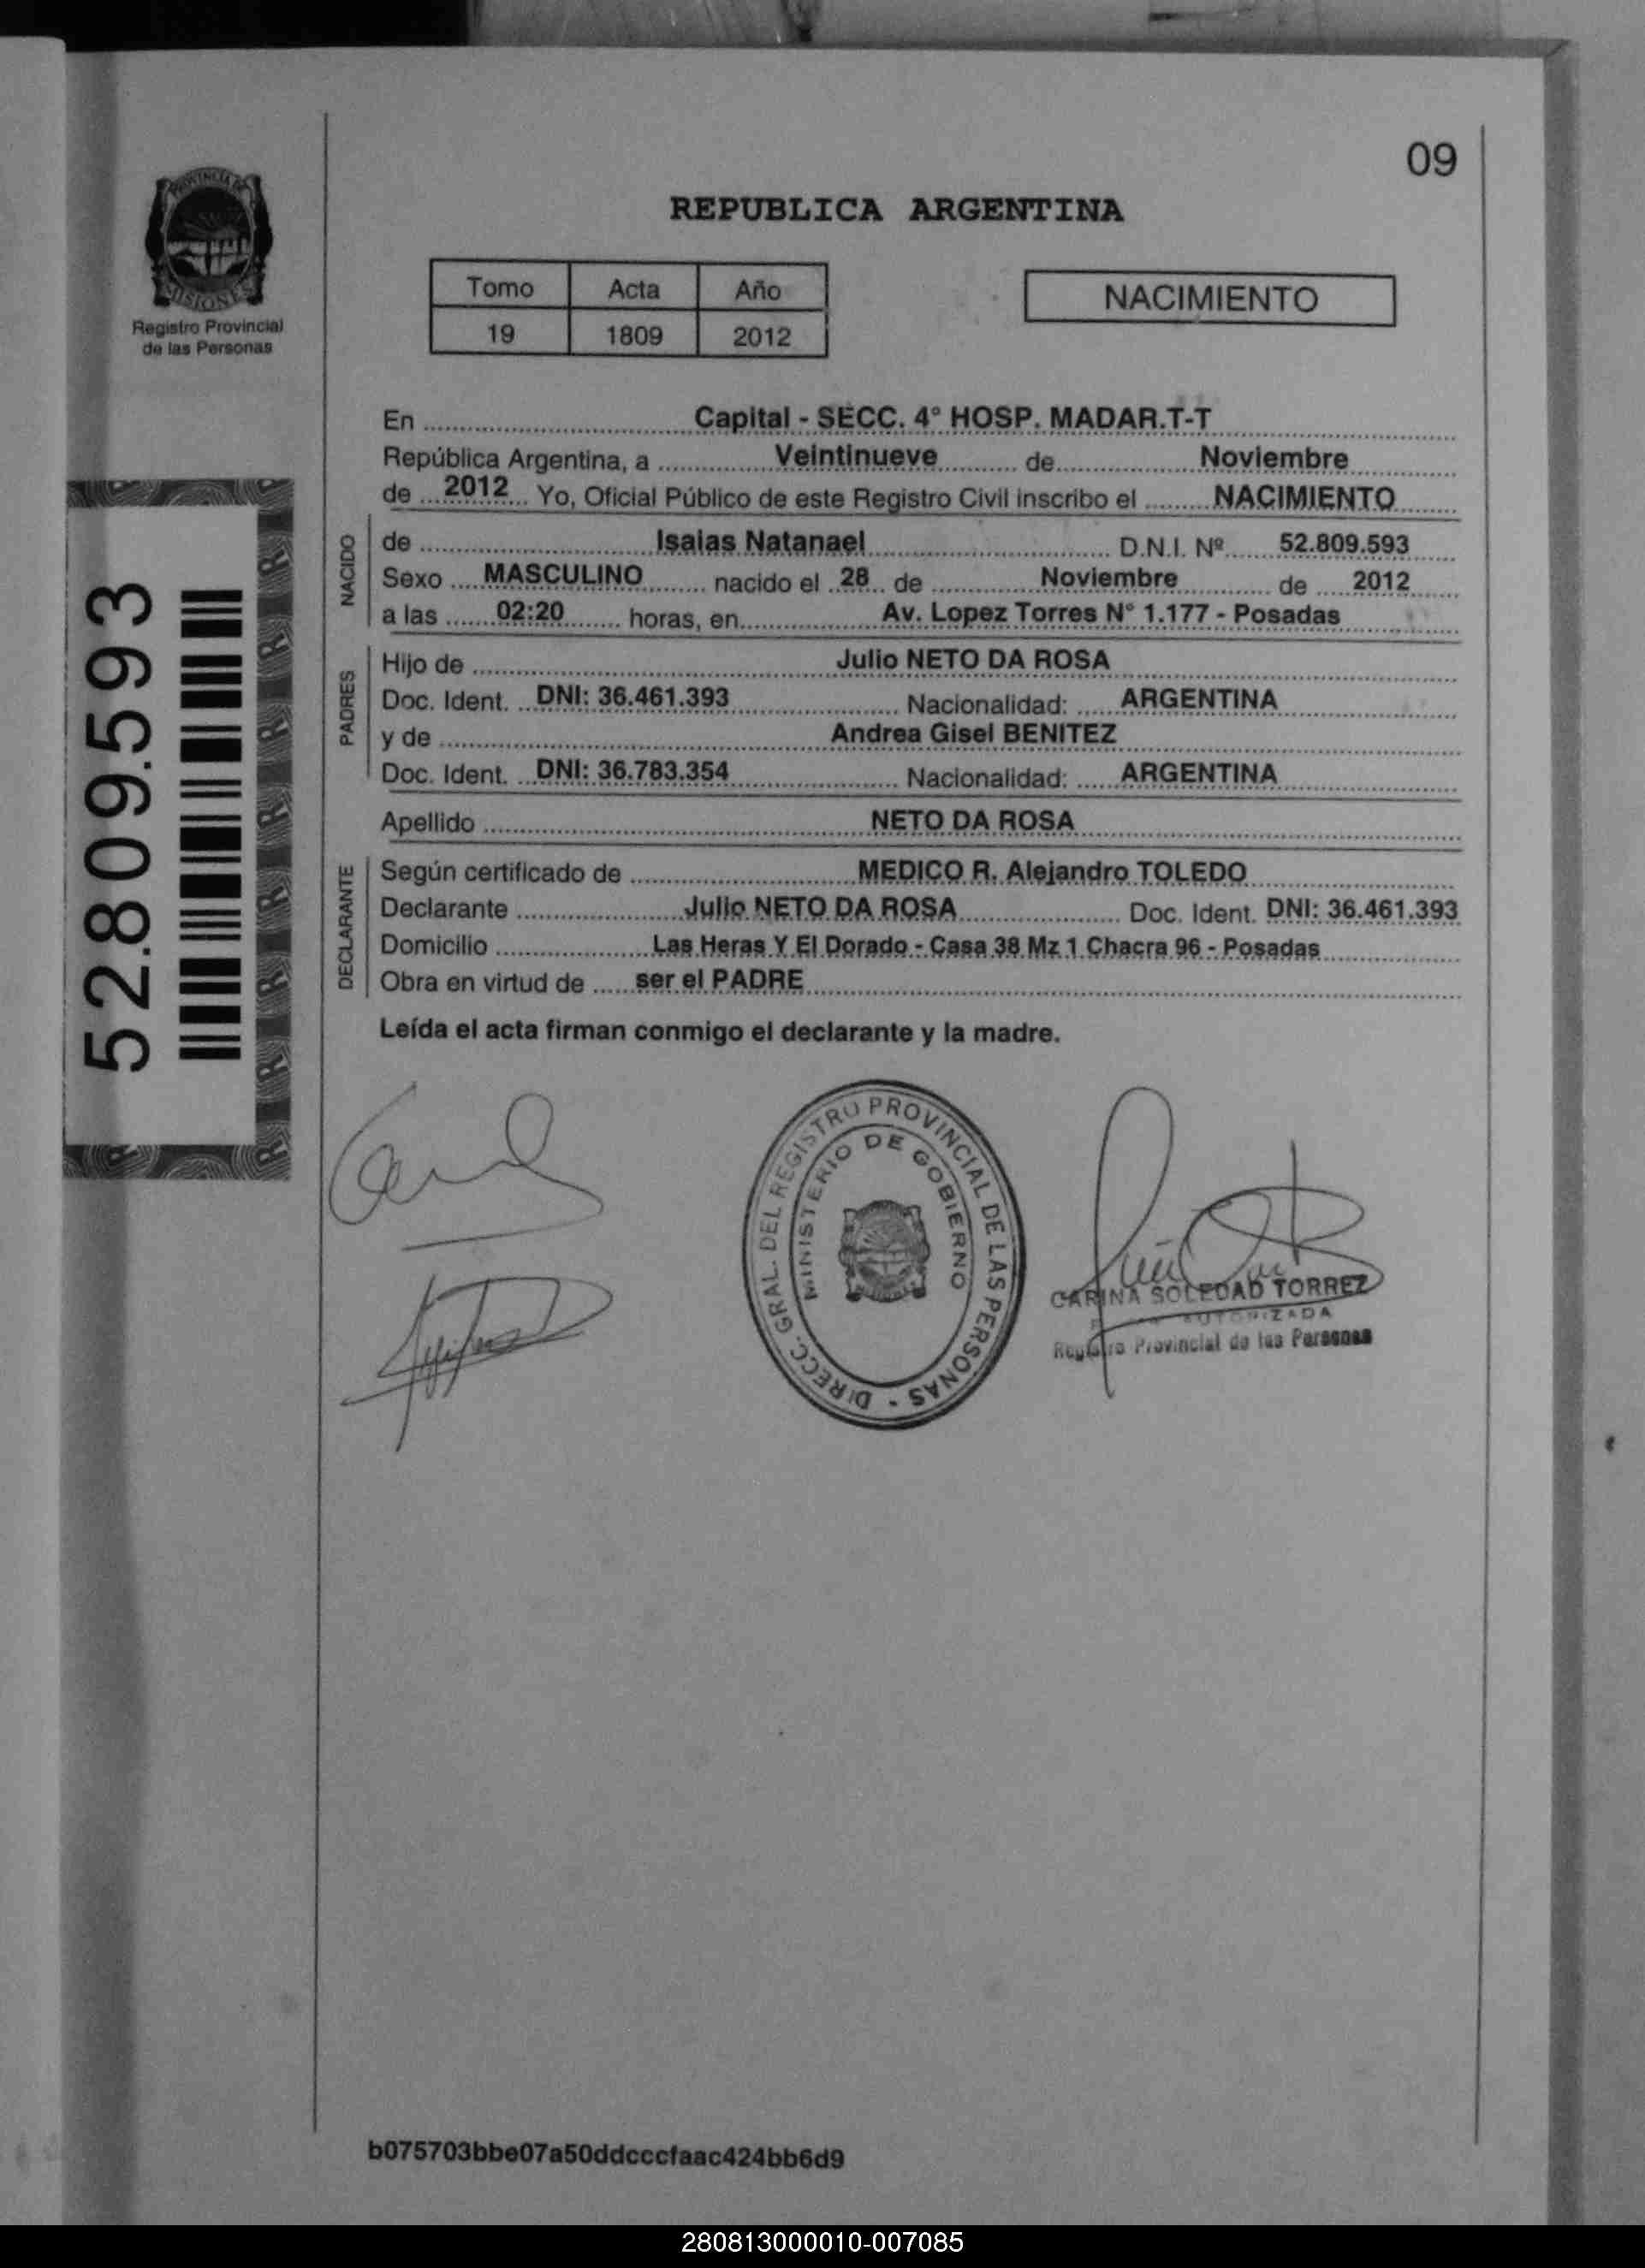 09
PROVINCIA DE
MISIONES
Registro Provincial
de las Personas
REPUBLICA ARGENTINA
Tomo Acta Año
19 1809 2012
NACIMIENTO
En Capital - SECC. 4° HOSP. MADAR.T-T
República Argentina, a Veintinueve de Noviembre
de 2012 Yo, Oficial Público de este Registro Civil inscribo el NACIMIENTO
NACIDO
de Isaias Natanael D.N.I. Nº 52.809.593
Sexo MASCULINO nacido el 28 de Noviembre de 2012
a las 02:20 horas, en Av. Lopez Torres N° 1.177 - Posadas
PADRES
Hijo de Julio NETO DA ROSA
Doc. Ident. DNI: 36.461.393 Nacionalidad: ARGENTINA
y de Andrea Gisel BENITEZ
Doc. Ident. DNI: 36.783.354 Nacionalidad: ARGENTINA
Apellido NETO DA ROSA
DECLARANTE
Según certificado de MEDICO R. Alejandro TOLEDO
Declarante Julio NETO DA ROSA Doc. Ident. DNI: 36.461.393
Domicilio Las Heras Y El Dorado - Casa 38 Mz 1 Chacra 96 - Posadas
Obra en virtud de ser el PADRE
Leída el acta firman conmigo el declarante y la madre.
52.809.593
DIRECC. GRAL. DEL REGISTRO PROVINCIAL DE LAS PERSONAS -
MINISTERIO DE GOBIERNO
CARINA SOLEDAD TORREZ
AUTORIZADA
Registro Provincial de las Personas
b075703bbe07a50ddcccfaac424bb6d9
280813000010-007085